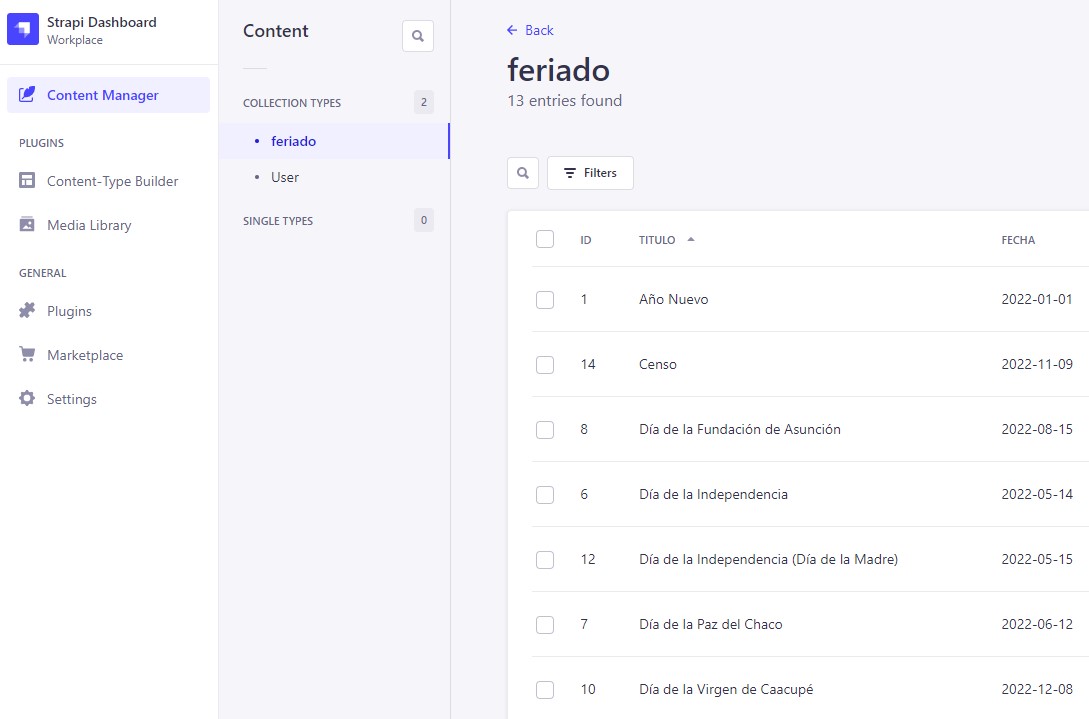 Strapi Dashboard
Workplace
Content Manager
PLUGINS
Content-Type Builder
Media Library
GENERAL
Plugins
Marketplace
Settings
Content
COLLECTION TYPES 2
feriado
User
SINGLE TYPES 0
Back
feriado
13 entries found
Filters
ID TITULO FECHA
1 Año Nuevo 2022-01-01
14 Censo 2022-11-09
8 Día de la Fundación de Asunción 2022-08-15
6 Día de la Independencia 2022-05-14
12 Día de la Independencia (Día de la Madre) 2022-05-15
7 Día de la Paz del Chaco 2022-06-12
10 Día de la Virgen de Caacupé 2022-12-08